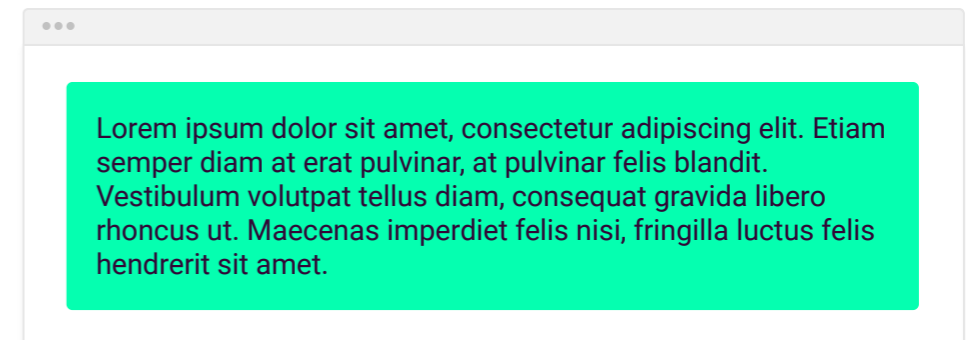 Lorem ipsum dolor sit amet, consectetur adipiscing elit. Etiam
semper diam at erat pulvinar, at pulvinar felis blandit.
Vestibulum volutpat tellus diam, consequat gravida libero
rhoncus ut. Maecenas imperdiet felis nisi, fringilla luctus felis
hendrerit sit amet.